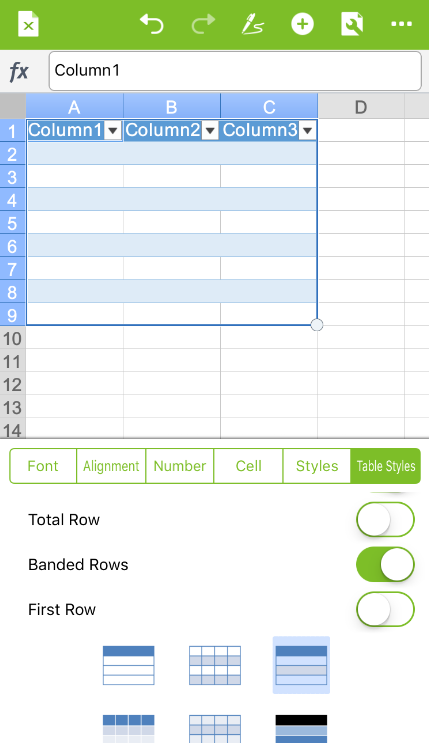 fx Column1
A B C D
1 Column1 Column2 Column3
2
3
4
5
6
7
8
9
10
11
12
13
14
Font Alignment Number Cell Styles Table Styles
Total Row
Banded Rows
First Row